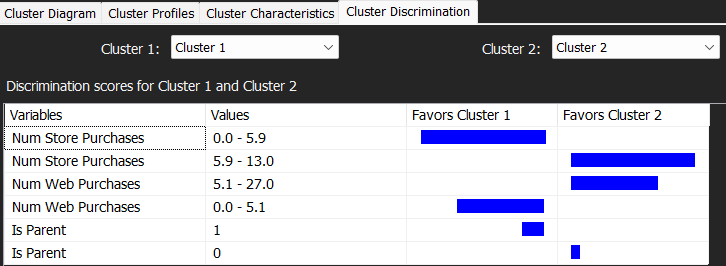 Cluster Diagram Cluster Profiles Cluster Characteristics Cluster Discrimination
Cluster 1: Cluster 1 Cluster 2: Cluster 2
Discrimination scores for Cluster 1 and Cluster 2
Variables Values Favors Cluster 1 Favors Cluster 2
Num Store Purchases 0.0 - 5.9
Num Store Purchases 5.9 - 13.0
Num Web Purchases 5.1 - 27.0
Num Web Purchases 0.0 - 5.1
Is Parent 1
Is Parent 0